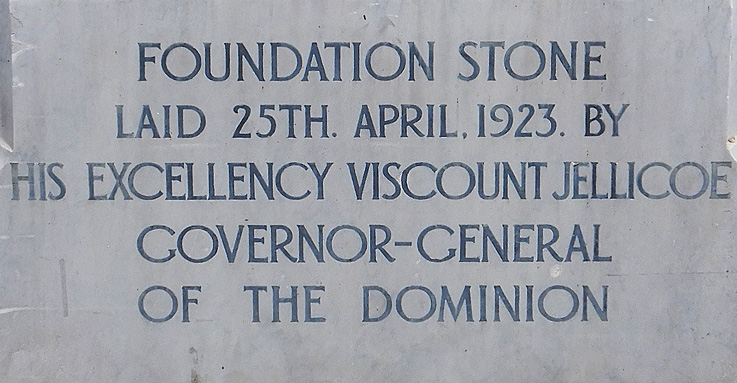 FOUNDATION STONE
LAID 25TH. APRIL, 1923. BY
HIS EXCELLENCY VISCOUNT JELLICOE
GOVERNOR-GENERAL
OF THE DOMINION